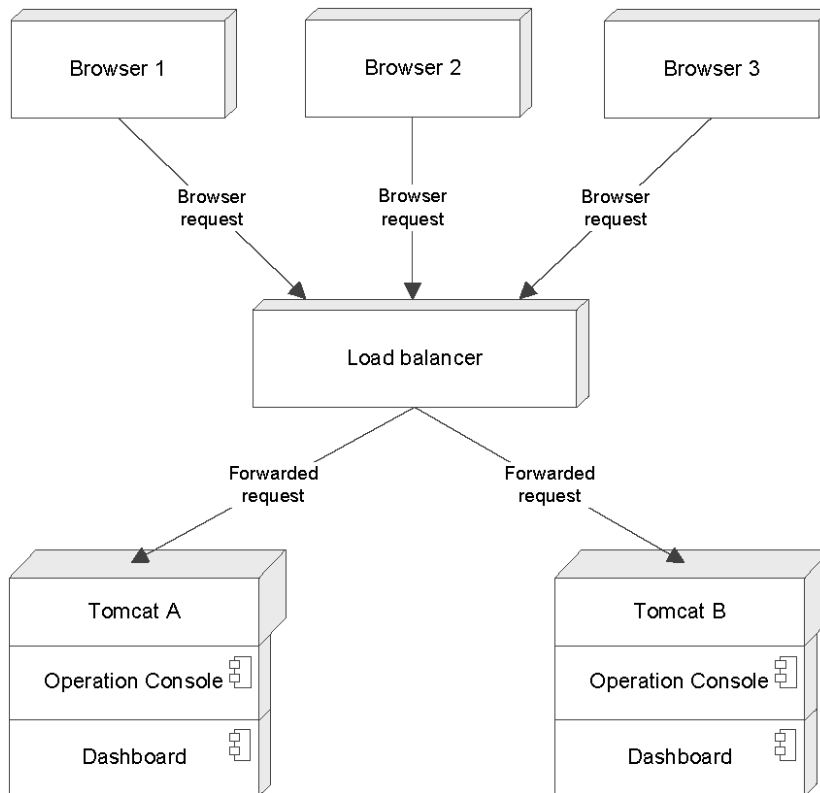 Browser 1
Browser 2
Browser 3
Browser
request
Browser
request
Browser
request
Load balancer
Forwarded
request
Forwarded
request
Tomcat A
Operation Console
Dashboard
Tomcat B
Operation Console
Dashboard